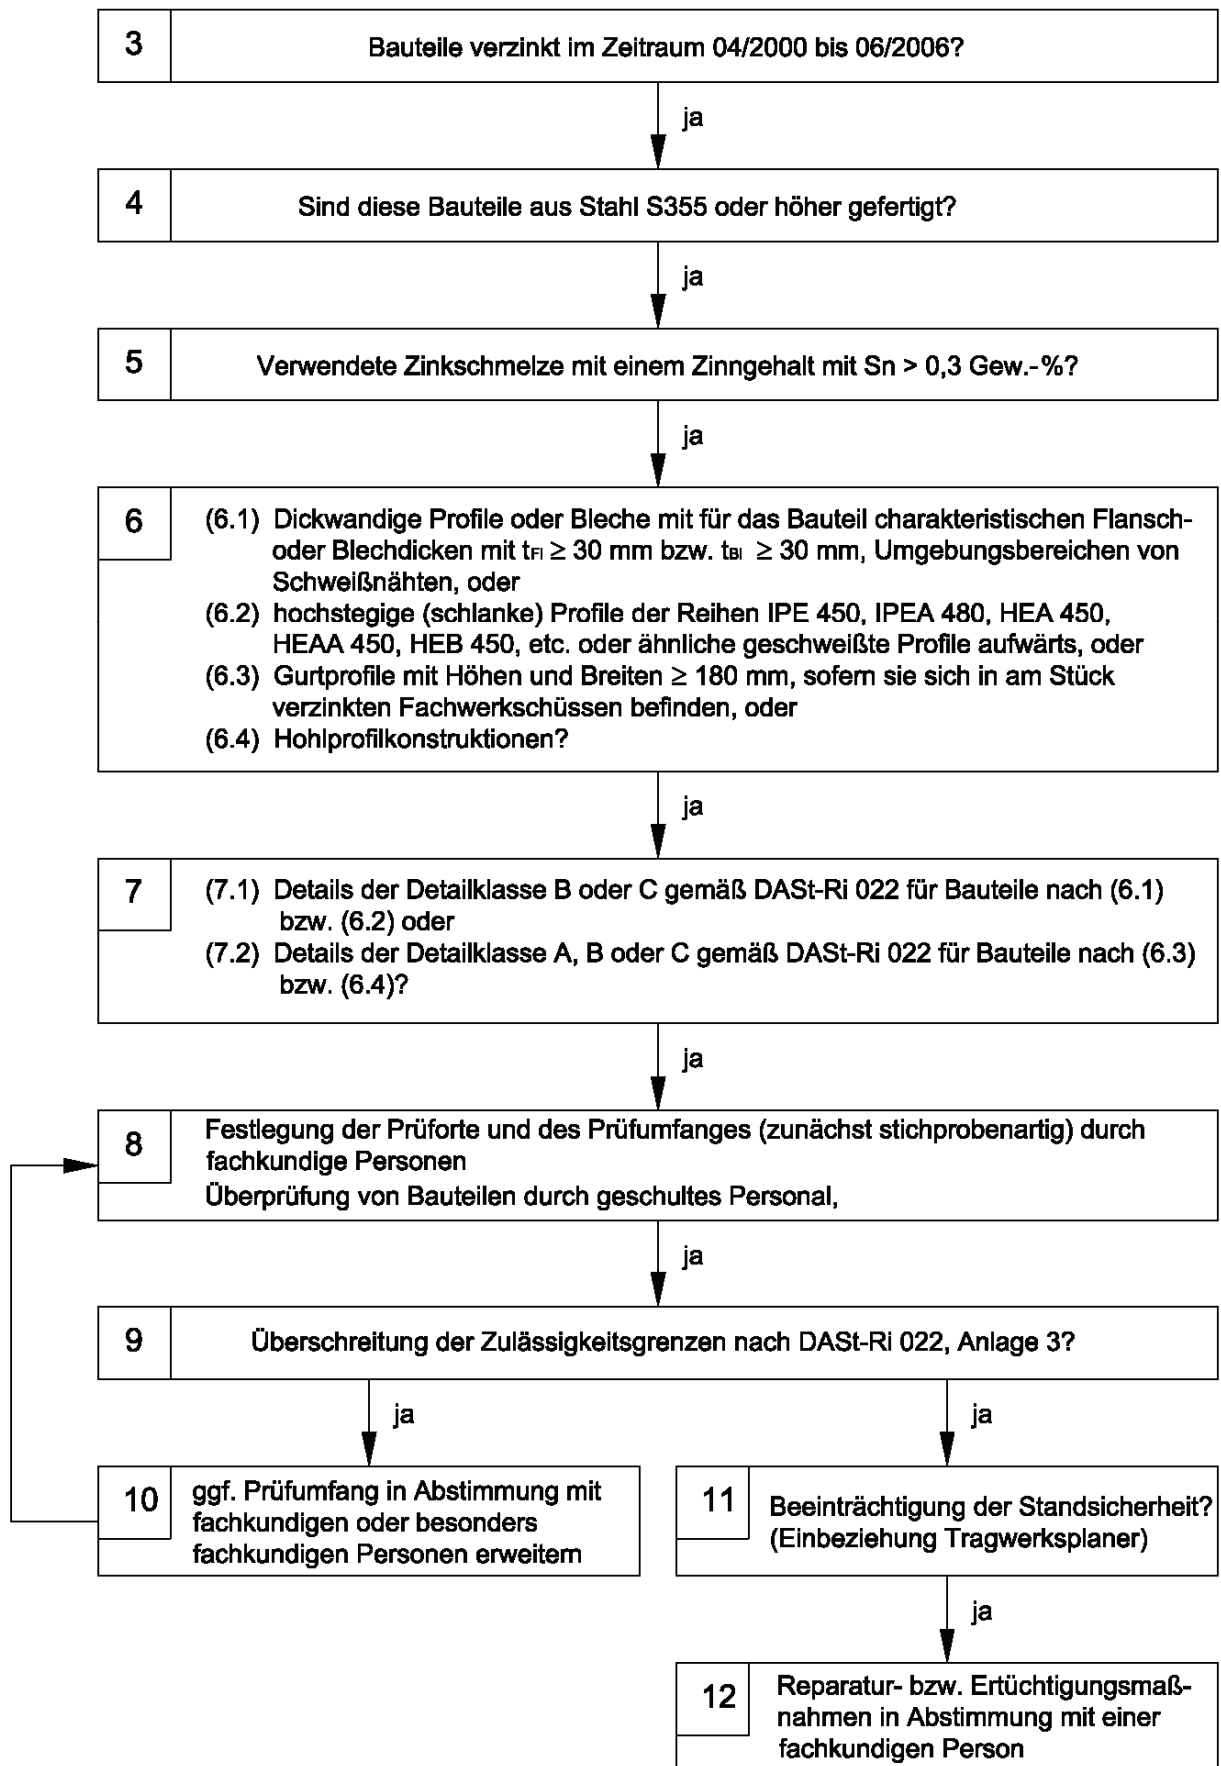 3
Bauteile verzinkt im Zeitraum 04/2000 bis 06/2006?
ja
4
Sind diese Bauteile aus Stahl S355 oder höher gefertigt?
ja
5
Verwendete Zinkschmelze mit einem Zinngehalt mit Sn > 0,3 Gew.-%?
ja
6
(6.1) Dickwandige Profile oder Bleche mit für das Bauteil charakteristischen Flansch-
oder Blechdicken mit tFl ≥ 30 mm bzw. tBl ≥ 30 mm, Umgebungsbereichen von
Schweißnähten, oder
(6.2) hochstegige (schlanke) Profile der Reihen IPE 450, IPEA 480, HEA 450,
HEAA 450, HEB 450, etc. oder ähnliche geschweißte Profile aufwärts, oder
(6.3) Gurtprofile mit Höhen und Breiten ≥ 180 mm, sofern sie sich in am Stück
verzinkten Fachwerkschüssen befinden, oder
(6.4) Hohlprofilkonstruktionen?
ja
7
(7.1) Details der Detailklasse B oder C gemäß DASt-Ri 022 für Bauteile nach (6.1)
bzw. (6.2) oder
(7.2) Details der Detailklasse A, B oder C gemäß DASt-Ri 022 für Bauteile nach (6.3)
bzw. (6.4)?
ja
8
Festlegung der Prüforte und des Prüfumfanges (zunächst stichprobenartig) durch
fachkundige Personen
Überprüfung von Bauteilen durch geschultes Personal,
ja
9
Überschreitung der Zulässigkeitsgrenzen nach DASt-Ri 022, Anlage 3?
ja
ja
10
ggf. Prüfumfang in Abstimmung mit
fachkundigen oder besonders
fachkundigen Personen erweitern
11
Beeinträchtigung der Standsicherheit?
(Einbeziehung Tragwerksplaner)
ja
12
Reparatur- bzw. Ertüchtigungsmaß-
nahmen in Abstimmung mit einer
fachkundigen Person